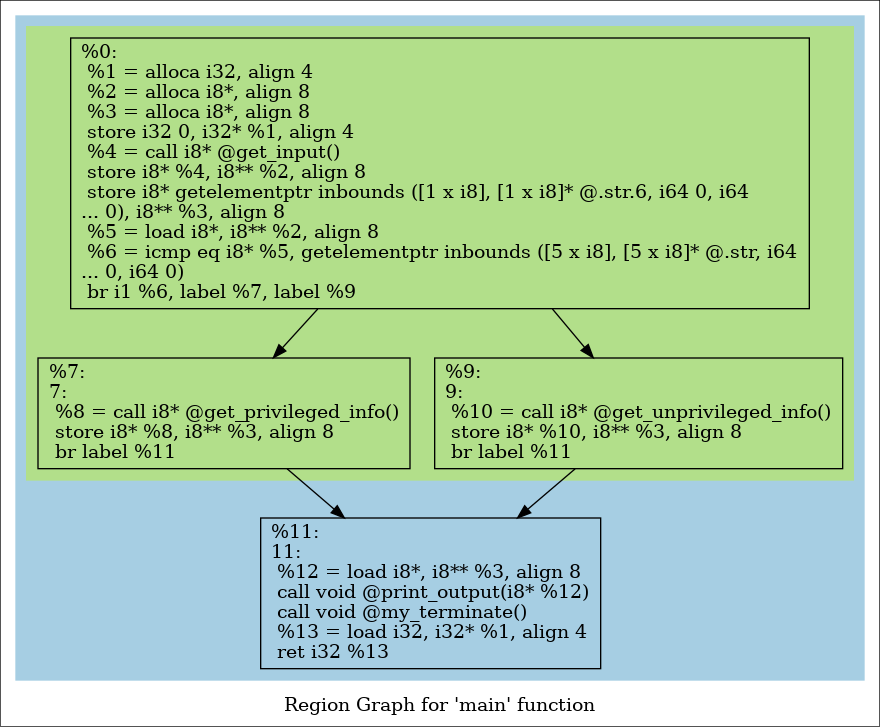 %0:
%1 = alloca i32, align 4
%2 = alloca i8*, align 8
%3 = alloca i8*, align 8
store i32 0, i32* %1, align 4
%4 = call i8* @get_input()
store i8* %4, i8** %2, align 8
store i8* getelementptr inbounds ([1 x i8], [1 x i8]* @.str.6, i64 0, i64
... 0), i8** %3, align 8
%5 = load i8*, i8** %2, align 8
%6 = icmp eq i8* %5, getelementptr inbounds ([5 x i8], [5 x i8]* @.str, i64
... 0, i64 0)
br i1 %6, label %7, label %9
%7:
7:
%8 = call i8* @get_privileged_info()
store i8* %8, i8** %3, align 8
br label %11
%9:
9:
%10 = call i8* @get_unprivileged_info()
store i8* %10, i8** %3, align 8
br label %11
%11:
11:
%12 = load i8*, i8** %3, align 8
call void @print_output(i8* %12)
call void @my_terminate()
%13 = load i32, i32* %1, align 4
ret i32 %13
Region Graph for 'main' function